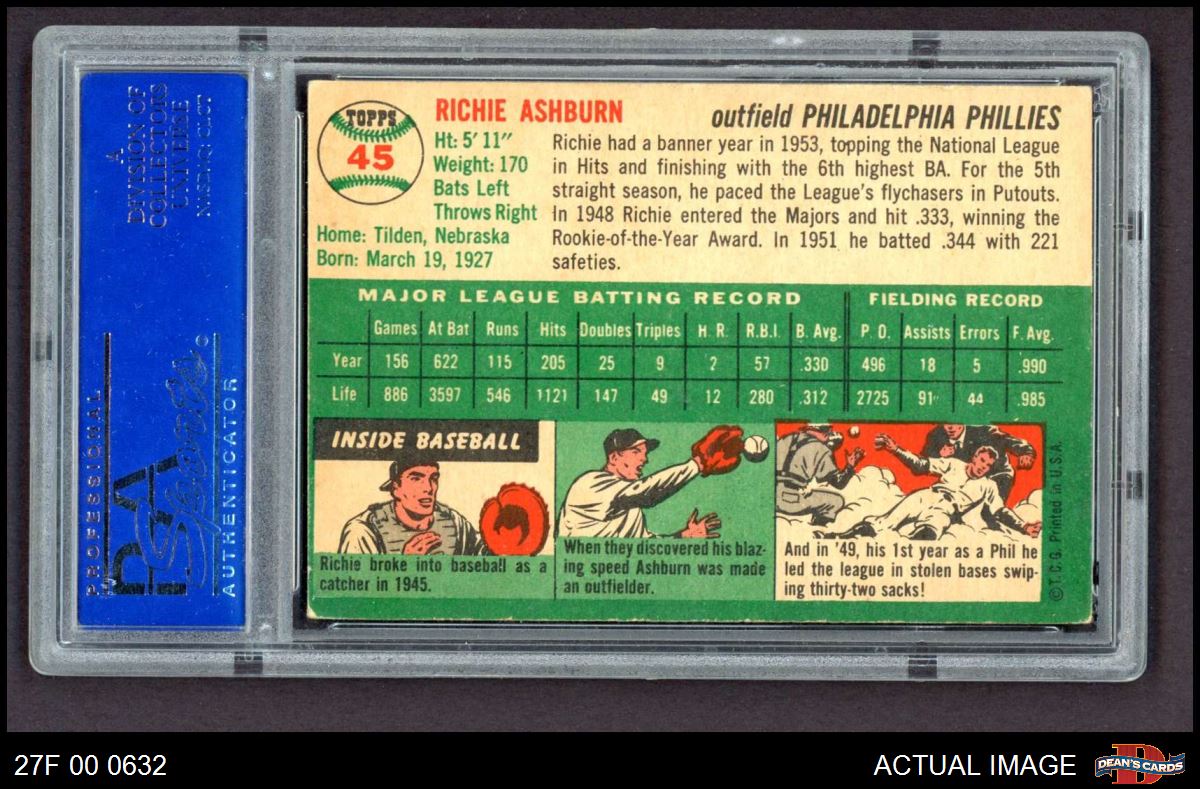 A
DIVISION OF
COLLECTORS
UNIVERSE
NASDAQ: CLCT
PROFESSIONAL
PSA
Sports
AUTHENTICATOR
TOPPS
45
RICHIE ASHBURN
outfield PHILADELPHIA PHILLIES
Ht: 5' 11"
Weight: 170
Bats Left
Throws Right
Home: Tilden, Nebraska
Born: March 19, 1927
Richie had a banner year in 1953, topping the National League
in Hits and finishing with the 6th highest BA. For the 5th
straight season, he paced the League's flychasers in Putouts.
In 1948 Richie entered the Majors and hit .333, winning the
Rookie-of-the-Year Award. In 1951 he batted .344 with 221
safeties.
MAJOR LEAGUE BATTING RECORD FIELDING RECORD
Games At Bat Runs Hits Doubles Triples H. R. R.B.I. B. Avg. P. O. Assists Errors F. Avg.
Year 156 622 115 205 25 9 2 57 .330 496 18 5 .990
Life 886 3597 546 1121 147 49 12 280 .312 2725 91 44 .985
INSIDE BASEBALL
Richie broke into baseball as a
catcher in 1945.
When they discovered his blaz-
ing speed Ashburn was made
an outfielder.
And in '49, his 1st year as a Phil he
led the league in stolen bases swip-
ing thirty-two sacks!
© T.C.G. Printed in U.S.A.
27F 00 0632
ACTUAL IMAGE
D
DEAN'S CARDS